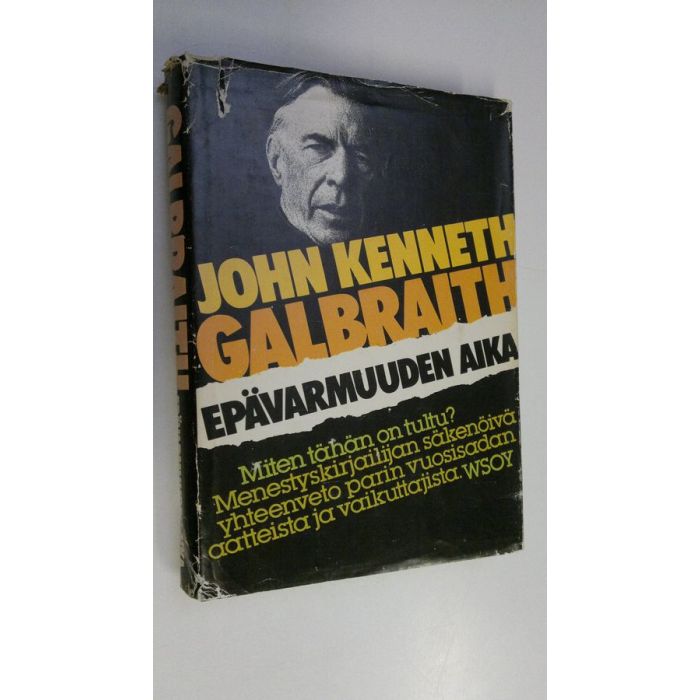 JOHN KENNETH
GALBRAITH
EPÄVARMUUDEN AIKA
Miten tähän on tultu?
Menestyskirjailijan säkenöivä
yhteenveto parin vuosisadan
aatteista ja vaikuttajista. WSOY
GALBRAITH